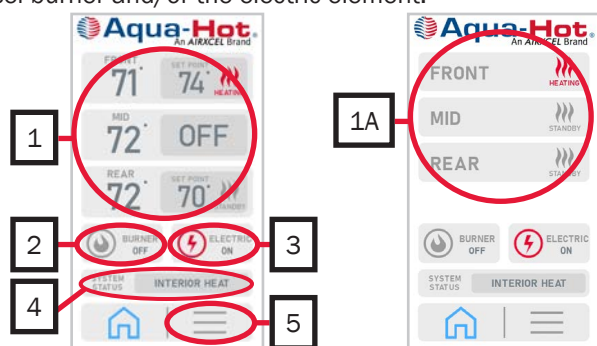 sel burner and/or the electric element.
Aqua-Hot.
An AIRXCEL Brand
FRONT
71°
SET POINT
74°
HEATING
MID
72°
OFF
REAR
72°
SET POINT
70°
STANDBY
BURNER
OFF
ELECTRIC
ON
SYSTEM
STATUS
INTERIOR HEAT
1
2
3
4
5
Aqua-Hot.
An AIRXCEL Brand
FRONT
HEATING
MID
STANDBY
REAR
STANDBY
BURNER
OFF
ELECTRIC
ON
SYSTEM
STATUS
INTERIOR HEAT
1A